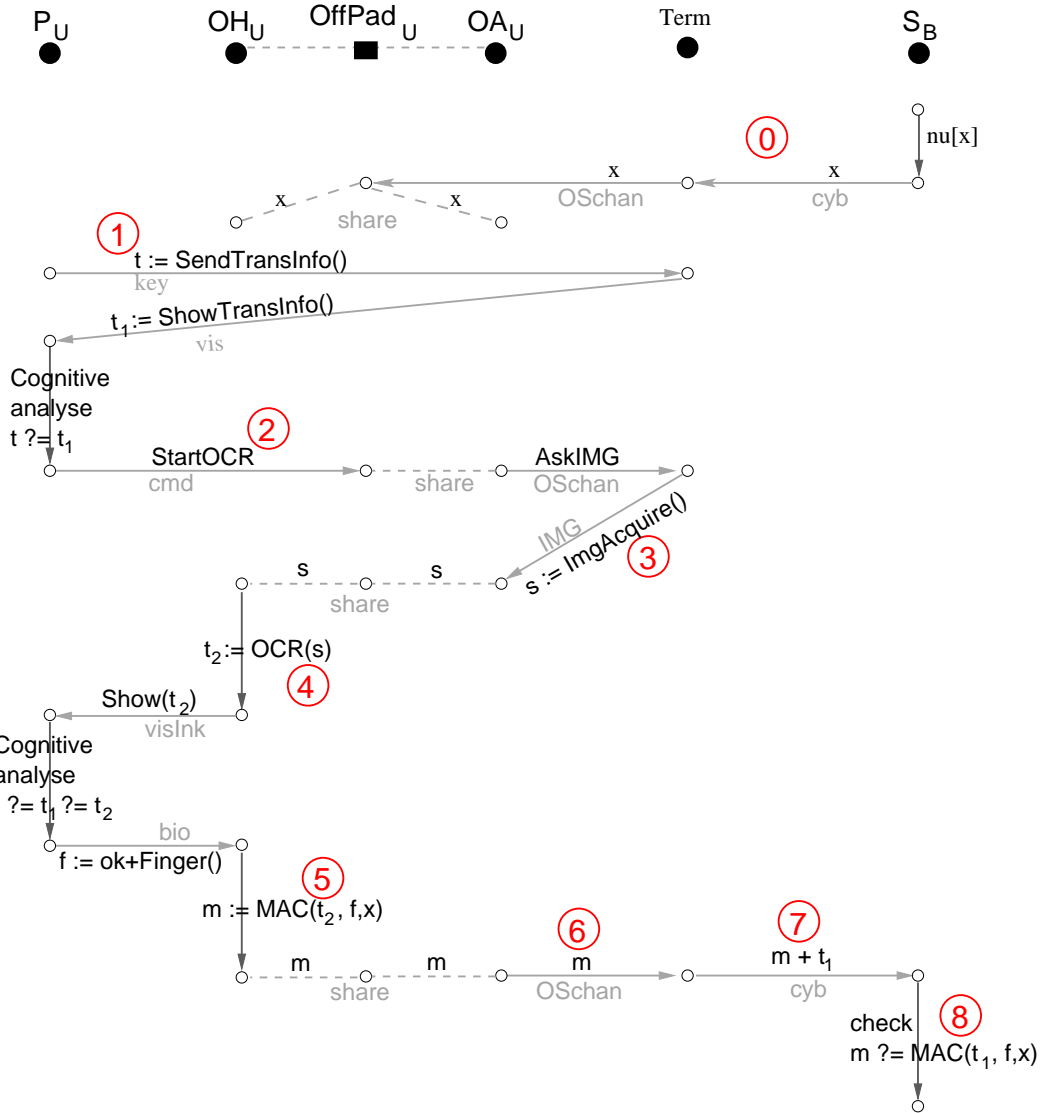 P_U OH_U OffPad_U OA_U Term S_B
nu[x]
0
x x
OSchan cyb
x x
share
1
t := SendTransInfo()
key
t_1 := ShowTransInfo()
vis
Cognitive
analyse
t ?= t_1
2
StartOCR AskIMG
cmd share OSchan
IMG
s := ImgAcquire()
3
s s
share
t_2 := OCR(s)
4
Show(t_2)
visInk
Cognitive
analyse
?= t_1 ?= t_2
bio
f := ok+Finger()
5
m := MAC(t_2, f,x)
6 7
m m m m + t_1
share OSchan cyb
check 8
m ?= MAC(t_1, f,x)